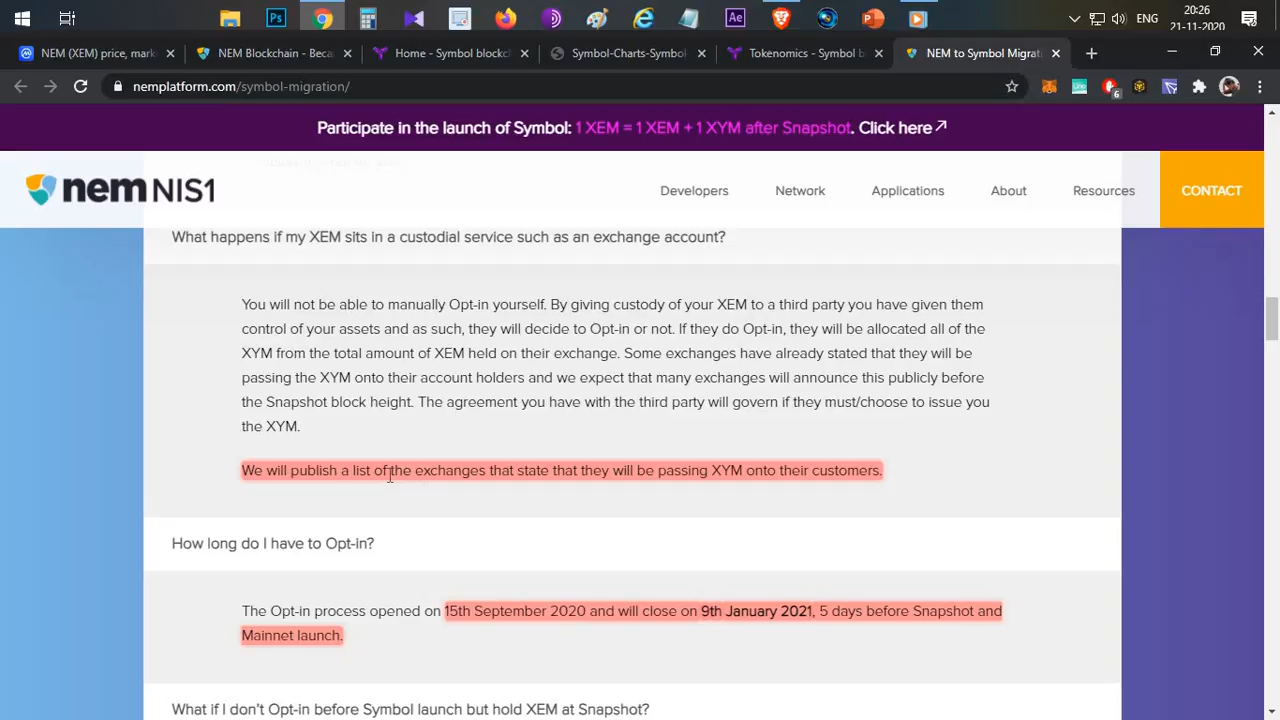 ENG
20:26
21-11-2020
NEM (XEM) price, mark
NEM Blockchain - Beca
Home - Symbol blockch
Symbol-Charts-Symbol-
Tokenomics - Symbol b
NEM to Symbol Migrat
nemplatform.com/symbol-migration/
6
Participate in the launch of Symbol: 1 XEM = 1 XEM + 1 XYM after Snapshot. Click here
nem NIS1
Developers Network Applications About Resources CONTACT
What happens if my XEM sits in a custodial service such as an exchange account?
You will not be able to manually Opt-in yourself. By giving custody of your XEM to a third party you have given them
control of your assets and as such, they will decide to Opt-in or not. If they do Opt-in, they will be allocated all of the
XYM from the total amount of XEM held on their exchange. Some exchanges have already stated that they will be
passing the XYM onto their account holders and we expect that many exchanges will announce this publicly before
the Snapshot block height. The agreement you have with the third party will govern if they must/choose to issue you
the XYM.
We will publish a list of the exchanges that state that they will be passing XYM onto their customers.
How long do I have to Opt-in?
The Opt-in process opened on 15th September 2020 and will close on 9th January 2021, 5 days before Snapshot and
Mainnet launch.
What if I don't Opt-in before Symbol launch but hold XEM at Snapshot?